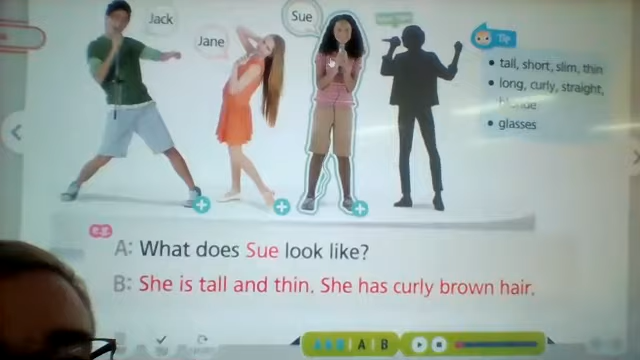 Jack
Jane
Sue
Tip
• tall, short, slim, thin
• long, curly, straight,
blonde
• glasses
A: What does Sue look like?
B: She is tall and thin. She has curly brown hair.
A B